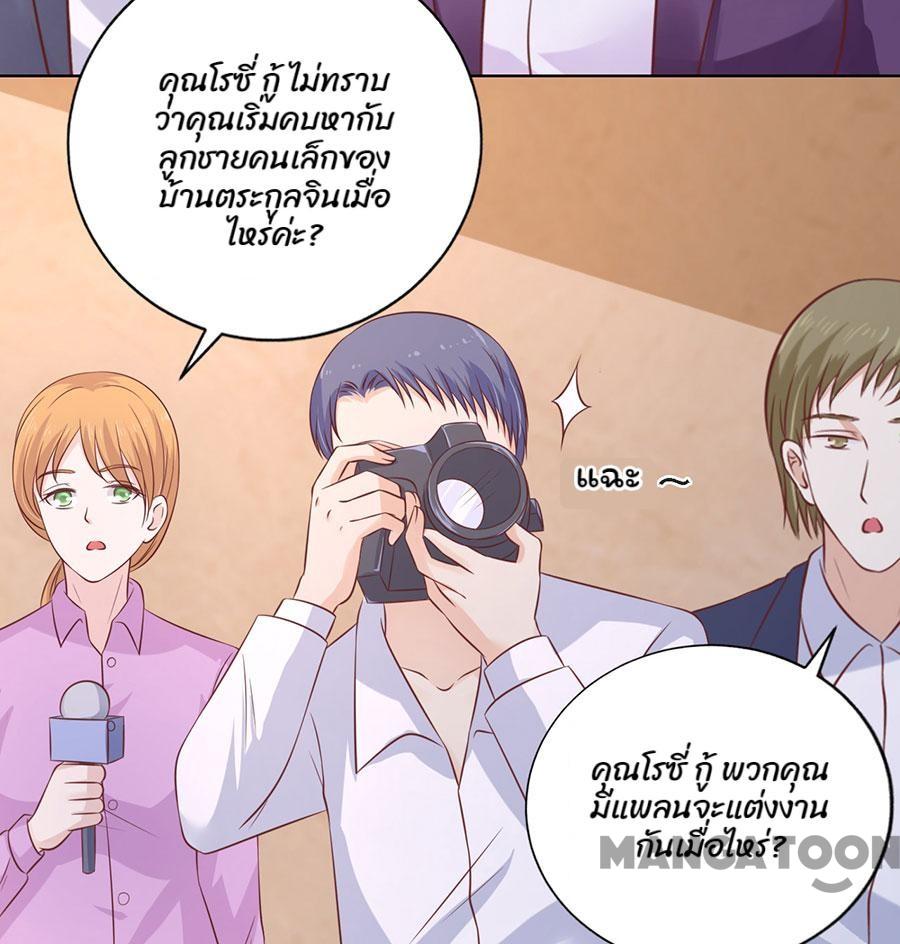 คุณโรซี่ กู้ ไม่ทราบ
ว่าคุณเริ่มคบหากับ
ลูกชายคนเล็กของ
บ้านตระกูลจินเมื่อ
ไหร่ค่ะ?
แฉะ ~
คุณโรซี่ กู้ พวกคุณ
มีแพลนจะแต่งงาน
กันเมื่อไหร่?
MANGATOON